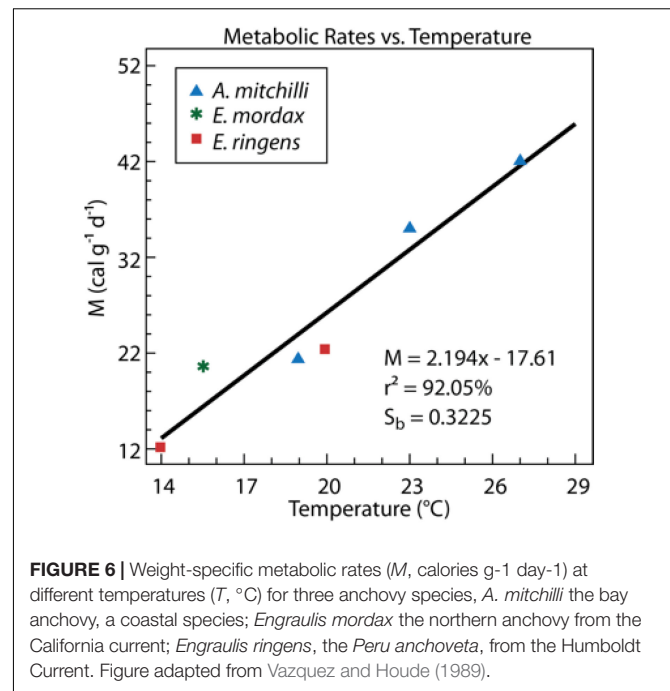 Metabolic Rates vs. Temperature
52
42
32
22
12
M (cal g⁻¹ d⁻¹)
A. mitchilli
E. mordax
E. ringens
M = 2.194x - 17.61
r² = 92.05%
S_b = 0.3225
14 17 20 23 26 29
Temperature (°C)
FIGURE 6 | Weight-specific metabolic rates (M, calories g-1 day-1) at
different temperatures (T, °C) for three anchovy species, A. mitchilli the bay
anchovy, a coastal species; Engraulis mordax the northern anchovy from the
California current; Engraulis ringens, the Peru anchoveta, from the Humboldt
Current. Figure adapted from Vazquez and Houde (1989).